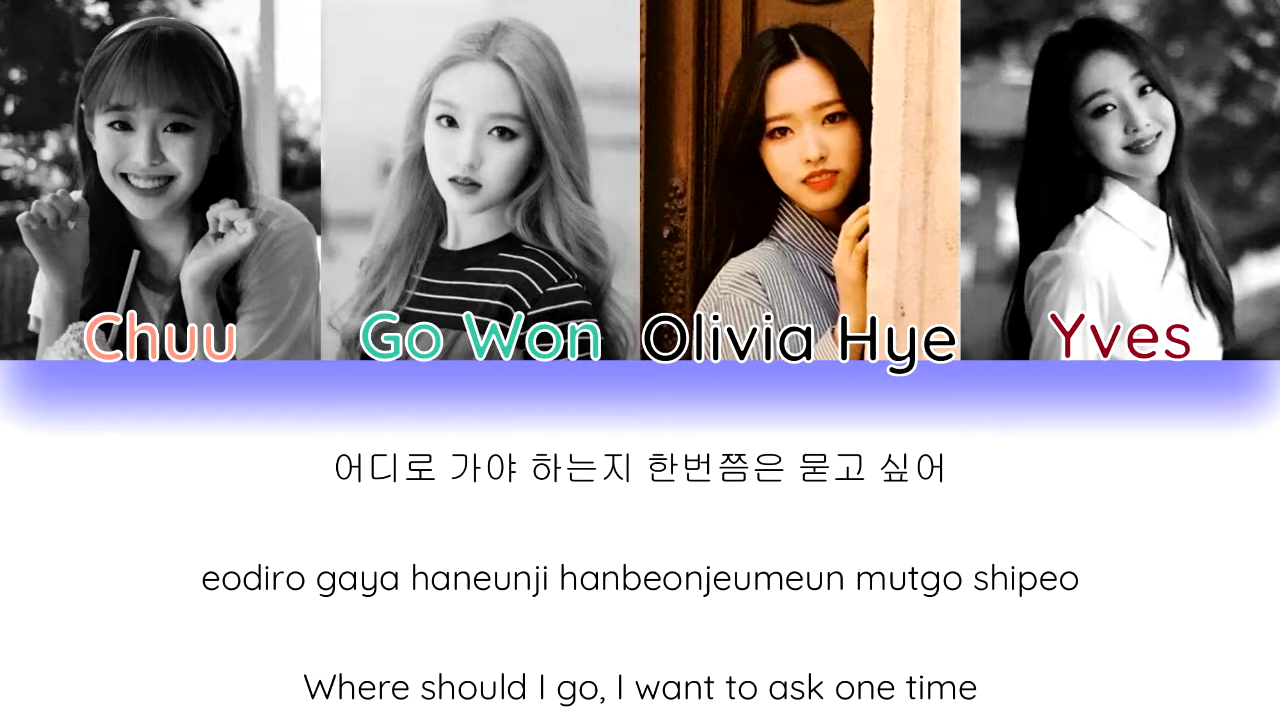 Chuu Go Won Olivia Hye Yves
어디로 가야 하는지 한번쯤은 묻고 싶어
eodiro gaya haneunji hanbeonjeumeun mutgo shipeo
Where should I go, I want to ask one time